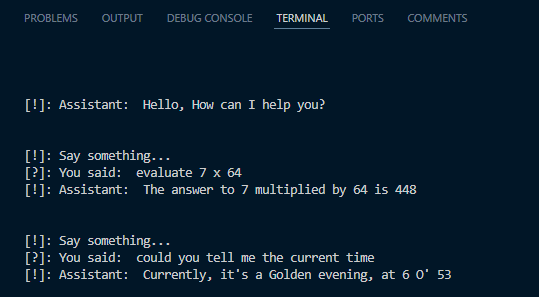 PROBLEMS OUTPUT DEBUG CONSOLE TERMINAL PORTS COMMENTS
[!]: Assistant:  Hello, How can I help you?
[!]: Say something...
[?]: You said:  evaluate 7 x 64
[!]: Assistant:  The answer to 7 multiplied by 64 is 448
[!]: Say something...
[?]: You said:  could you tell me the current time
[!]: Assistant:  Currently, it's a Golden evening, at 6 O' 53